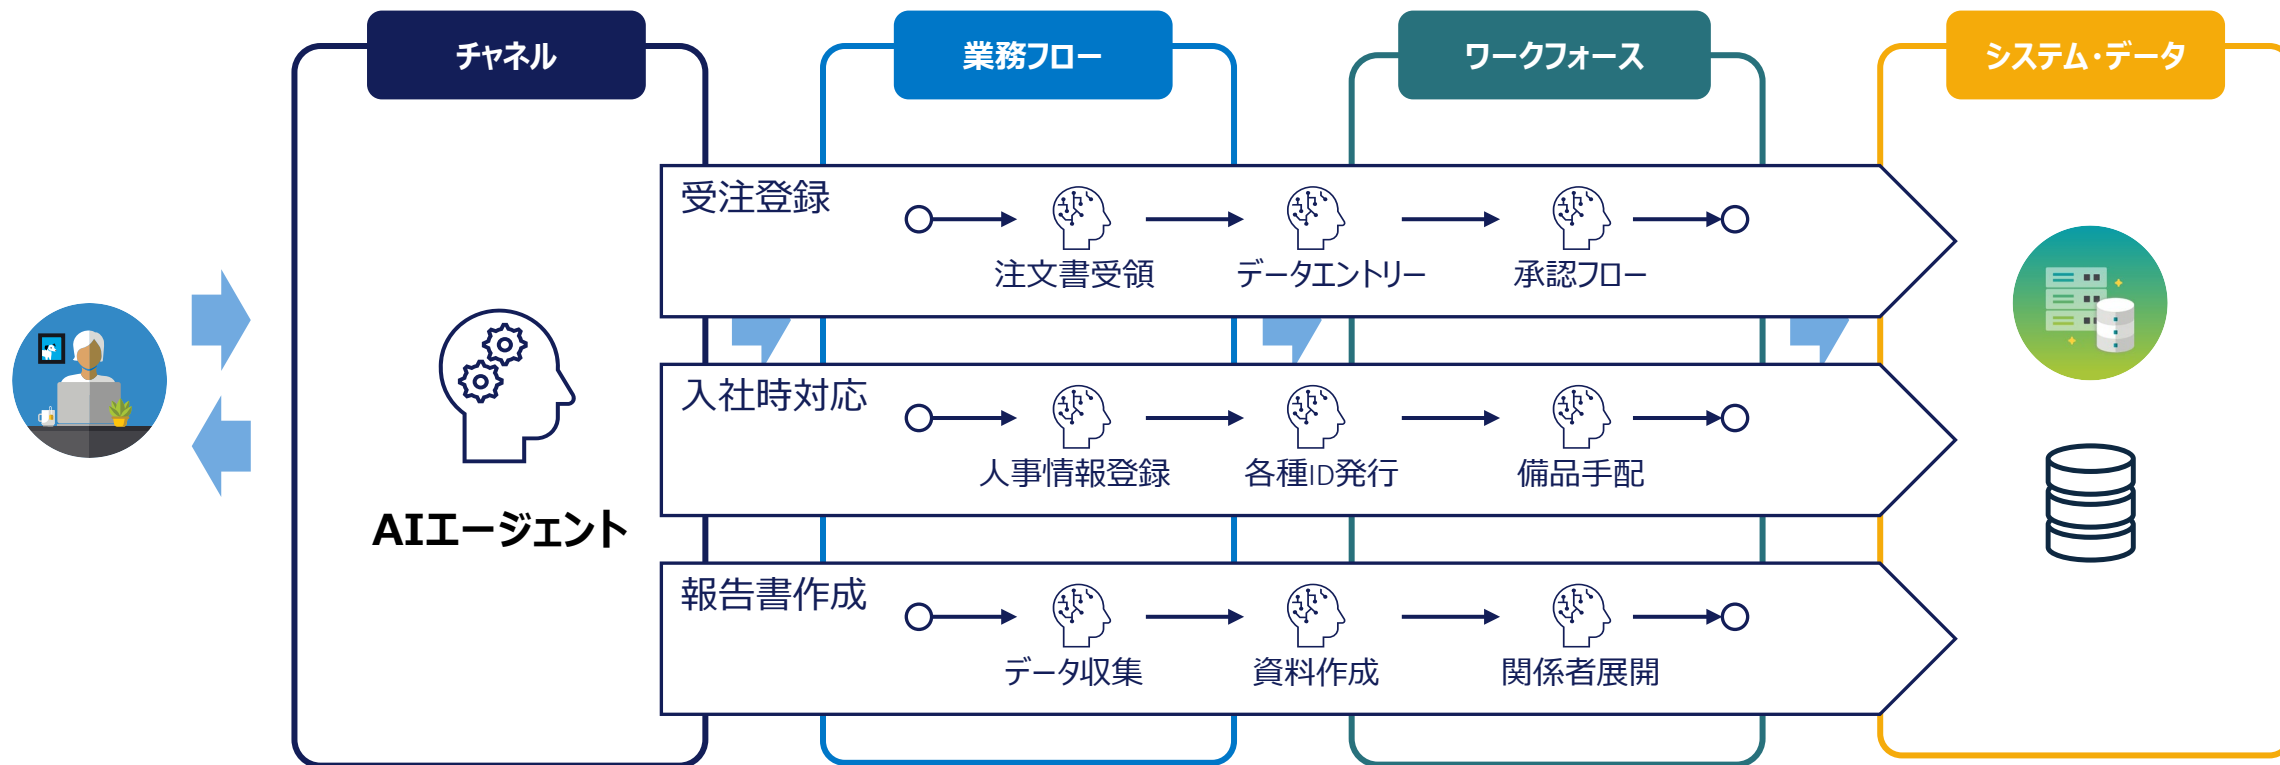 チャネル
業務フロー
ワークフォース
システム・データ
受注登録
注文書受領
データエントリー
承認フロー
入社時対応
人事情報登録
各種ID発行
備品手配
AIエージェント
報告書作成
データ収集
資料作成
関係者展開